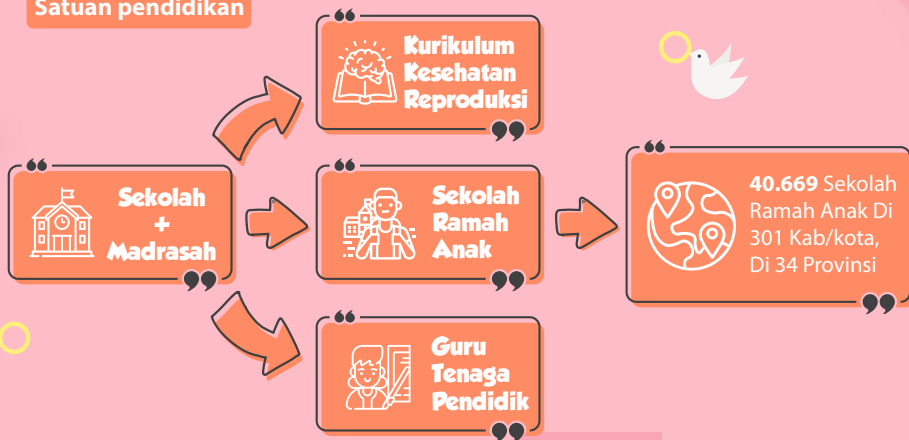 Satuan pendidikan
Kurikulum
Kesehatan
Reproduksi
Sekolah
+
Madrasah
Sekolah
Ramah
Anak
40.669 Sekolah
Ramah Anak Di
301 Kab/kota,
Di 34 Provinsi
Guru
Tenaga
Pendidik